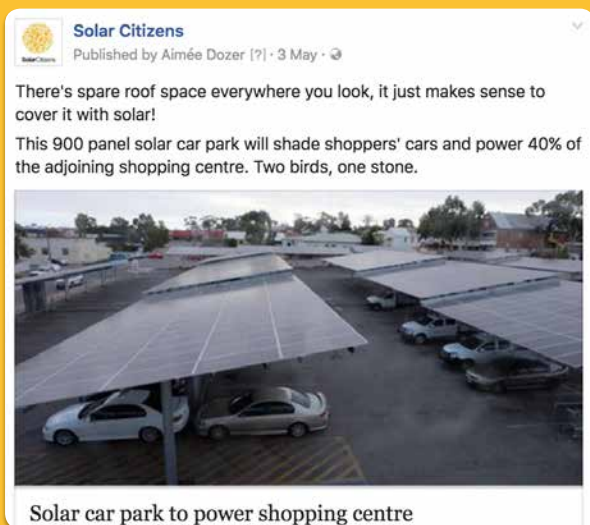 Solar Citizens
Published by Aimée Dozer [?] · 3 May ·
There's spare roof space everywhere you look, it just makes sense to
cover it with solar!
This 900 panel solar car park will shade shoppers' cars and power 40% of
the adjoining shopping centre. Two birds, one stone.
Solar car park to power shopping centre